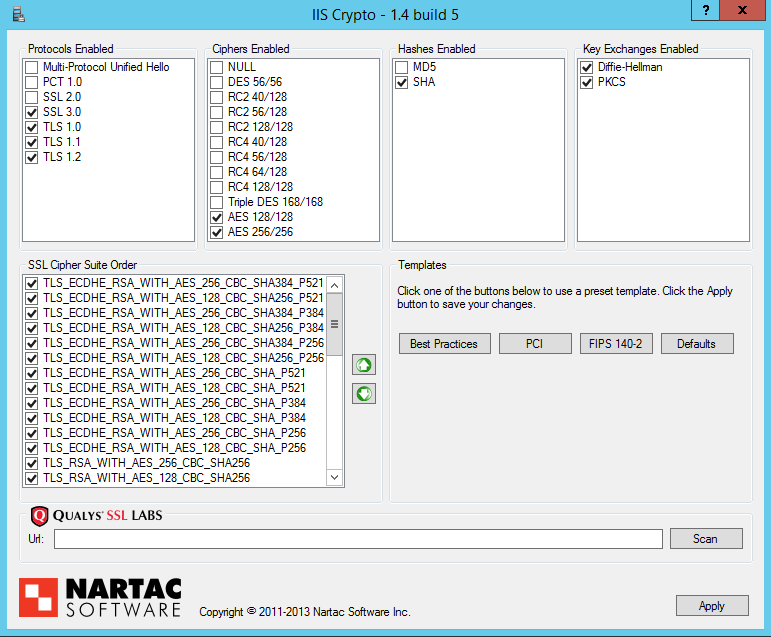 IIS Crypto - 1.4 build 5
?
X
Protocols Enabled
Multi-Protocol Unified Hello
PCT 1.0
SSL 2.0
SSL 3.0
TLS 1.0
TLS 1.1
TLS 1.2
Ciphers Enabled
NULL
DES 56/56
RC2 40/128
RC2 56/128
RC2 128/128
RC4 40/128
RC4 56/128
RC4 64/128
RC4 128/128
Triple DES 168/168
AES 128/128
AES 256/256
Hashes Enabled
MD5
SHA
Key Exchanges Enabled
Diffie-Hellman
PKCS
SSL Cipher Suite Order
TLS_ECDHE_RSA_WITH_AES_256_CBC_SHA384_P521
TLS_ECDHE_RSA_WITH_AES_128_CBC_SHA256_P521
TLS_ECDHE_RSA_WITH_AES_256_CBC_SHA384_P384
TLS_ECDHE_RSA_WITH_AES_128_CBC_SHA256_P384
TLS_ECDHE_RSA_WITH_AES_256_CBC_SHA384_P256
TLS_ECDHE_RSA_WITH_AES_128_CBC_SHA256_P256
TLS_ECDHE_RSA_WITH_AES_256_CBC_SHA_P521
TLS_ECDHE_RSA_WITH_AES_128_CBC_SHA_P521
TLS_ECDHE_RSA_WITH_AES_256_CBC_SHA_P384
TLS_ECDHE_RSA_WITH_AES_128_CBC_SHA_P384
TLS_ECDHE_RSA_WITH_AES_256_CBC_SHA_P256
TLS_ECDHE_RSA_WITH_AES_128_CBC_SHA_P256
TLS_RSA_WITH_AES_256_CBC_SHA256
TLS_RSA_WITH_AES_128_CBC_SHA256
Templates
Click one of the buttons below to use a preset template. Click the Apply
button to save your changes.
Best Practices
PCI
FIPS 140-2
Defaults
Q QUALYS® SSL LABS
Url:
Scan
NARTAC
SOFTWARE
Copyright © 2011-2013 Nartac Software Inc.
Apply